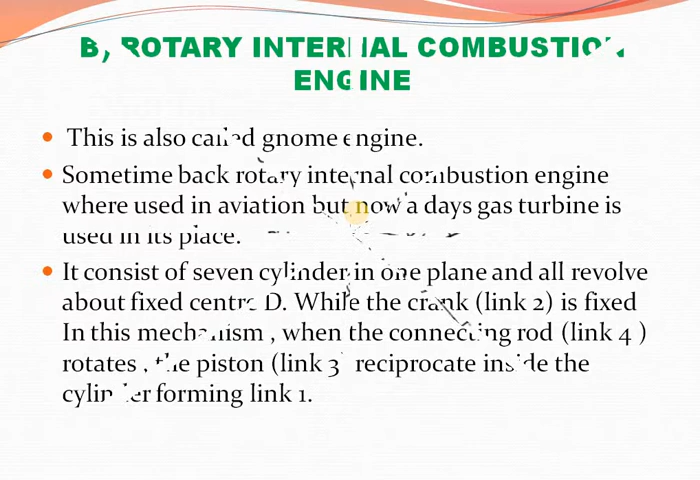 B, ROTARY INTERNAL COMBUSTION
ENGINE
This is also called gnome engine.
Sometime back rotary internal combustion engine
where used in aviation but now a days gas turbine is
used in its place.
It consist of seven cylinder in one plane and all revolve
about fixed centre D. While the crank (link 2) is fixed
In this mechanism , when the connecting rod (link 4 )
rotates , the piston (link 3) reciprocate inside the
cylinder forming link 1.